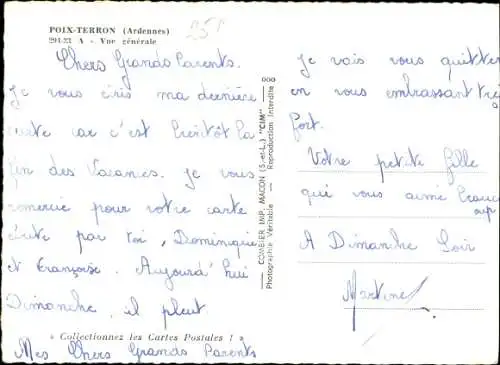 POIX-TERRON (Ardennes)
294-23 A - Vue générale
Chers Grands Parents.
Je vous écris ma dernière
carte car c'est bientôt la
fin des Vacances. Je vous
remercie pour votre carte
écrite par toi, Dominique
et Françoise. Aujourd'hui
Dimanche, il pleut.
« Collectionnez les Cartes Postales ! »
Mes Chers Grands Parents
COMBIER IMP. MACON (S.-et-L.) "CIM"
Photographie Véritable — Reproduction Interdite
Je vais vous quitter
en vous embrassant très
fort.
Votre petite fille
qui vous aime beaucoup
A Dimanche Soir
Martine